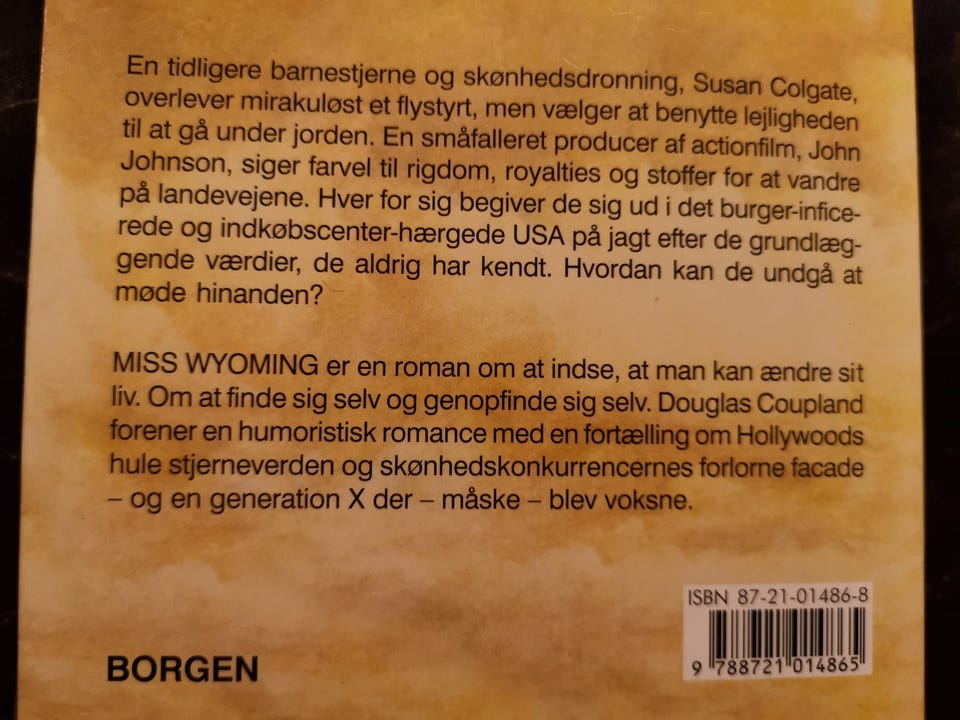 En tidligere barnestjerne og skønhedsdronning, Susan Colgate,
overlever mirakuløst et flystyrt, men vælger at benytte lejligheden
til at gå under jorden. En småfalleret producer af actionfilm, John
Johnson, siger farvel til rigdom, royalties og stoffer for at vandre
på landevejene. Hver for sig begiver de sig ud i det burger-infice-
rede og indkøbscenter-hærgede USA på jagt efter de grundlæg-
gende værdier, de aldrig har kendt. Hvordan kan de undgå at
møde hinanden?
MISS WYOMING er en roman om at indse, at man kan ændre sit
liv. Om at finde sig selv og genopfinde sig selv. Douglas Coupland
forener en humoristisk romance med en fortælling om Hollywoods
hule stjerneverden og skønhedskonkurrencernes forlorne facade
– og en generation X der – måske – blev voksne.
ISBN 87-21-01486-8
9 788721 014865
BORGEN